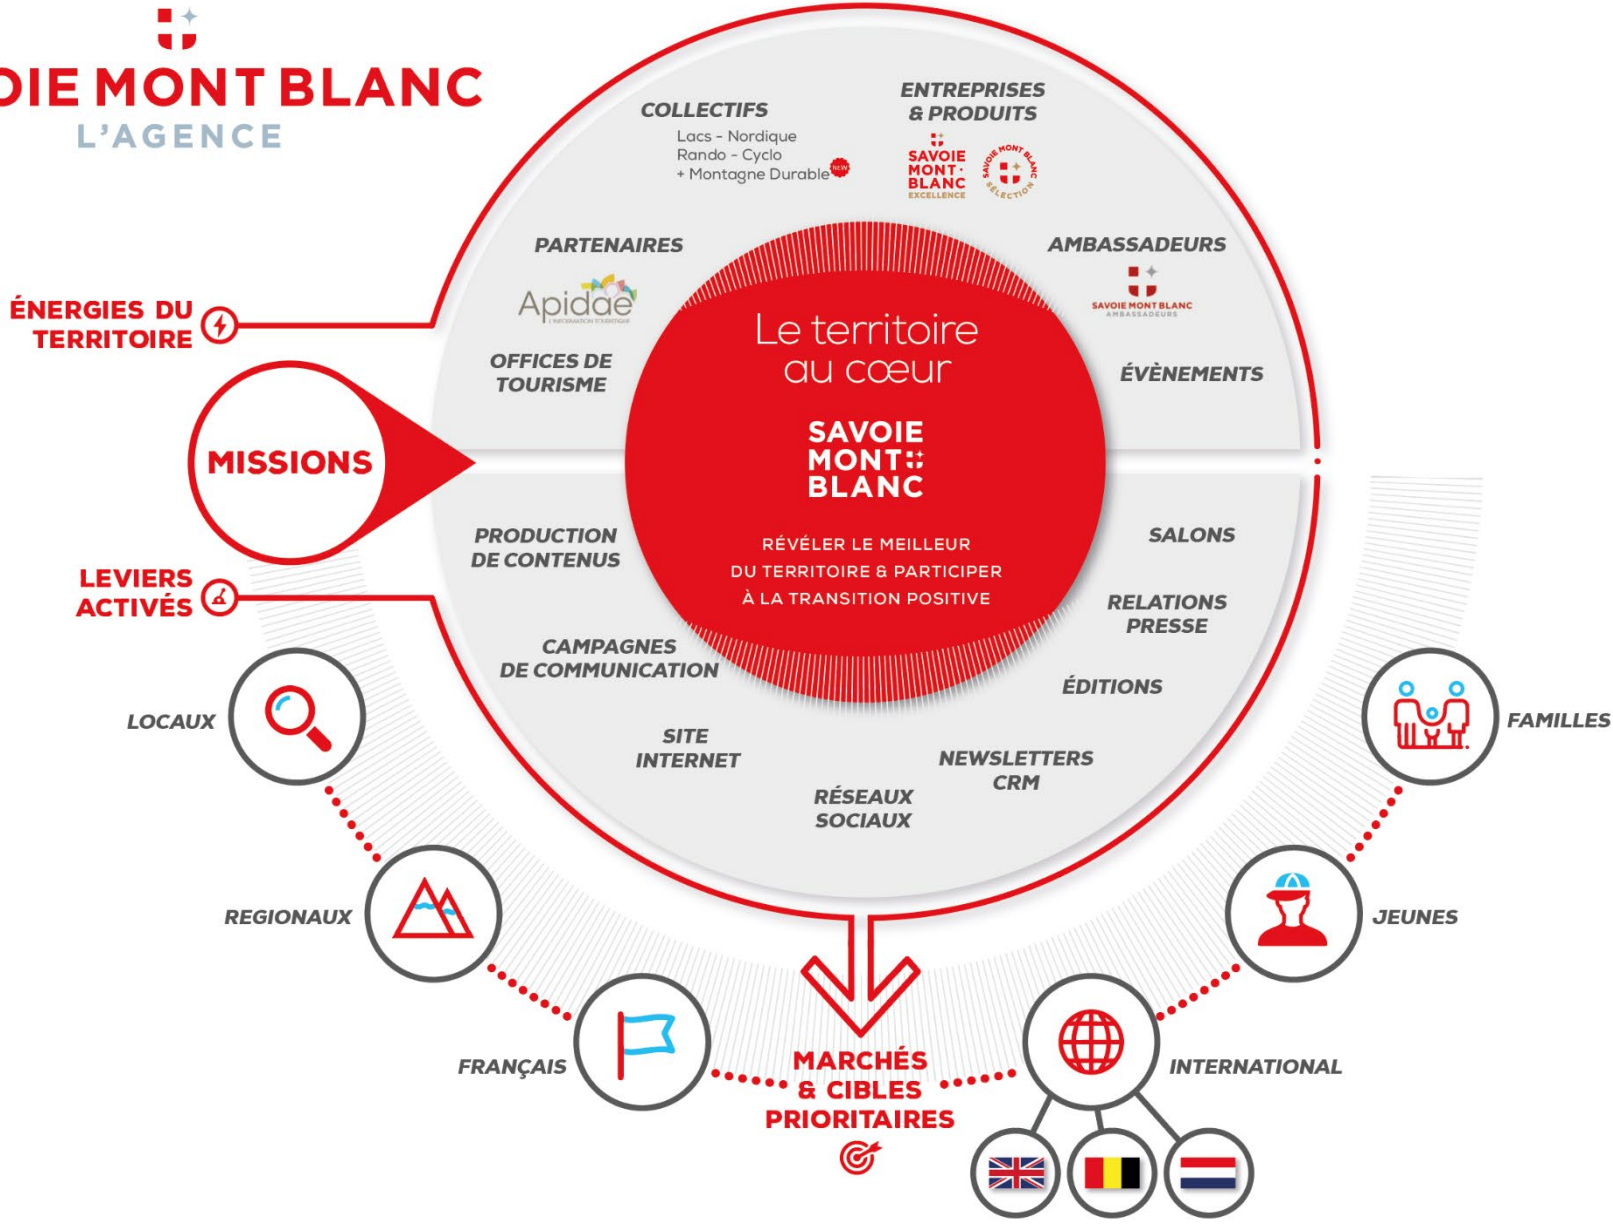 OIE MONT BLANC
L'AGENCE
COLLECTIFS
Lacs - Nordique
Rando - Cyclo
+ Montagne Durable NEW
ENTREPRISES
& PRODUITS
SAVOIE
MONT
BLANC
EXCELLENCE
SAVOIE MONT BLANC
SÉLECTION
PARTENAIRES
Apidae
L'INFORMATION TOURISTIQUE
AMBASSADEURS
SAVOIE MONT BLANC
AMBASSADEURS
OFFICES DE
TOURISME
ÉVÈNEMENTS
ÉNERGIES DU
TERRITOIRE
MISSIONS
LEVIERS
ACTIVÉS
Le territoire
au cœur
SAVOIE
MONT
BLANC
RÉVÉLER LE MEILLEUR
DU TERRITOIRE & PARTICIPER
À LA TRANSITION POSITIVE
PRODUCTION
DE CONTENUS
CAMPAGNES
DE COMMUNICATION
SITE
INTERNET
RÉSEAUX
SOCIAUX
NEWSLETTERS
CRM
ÉDITIONS
RELATIONS
PRESSE
SALONS
LOCAUX
REGIONAUX
FRANÇAIS
MARCHÉS
& CIBLES
PRIORITAIRES
INTERNATIONAL
JEUNES
FAMILLES